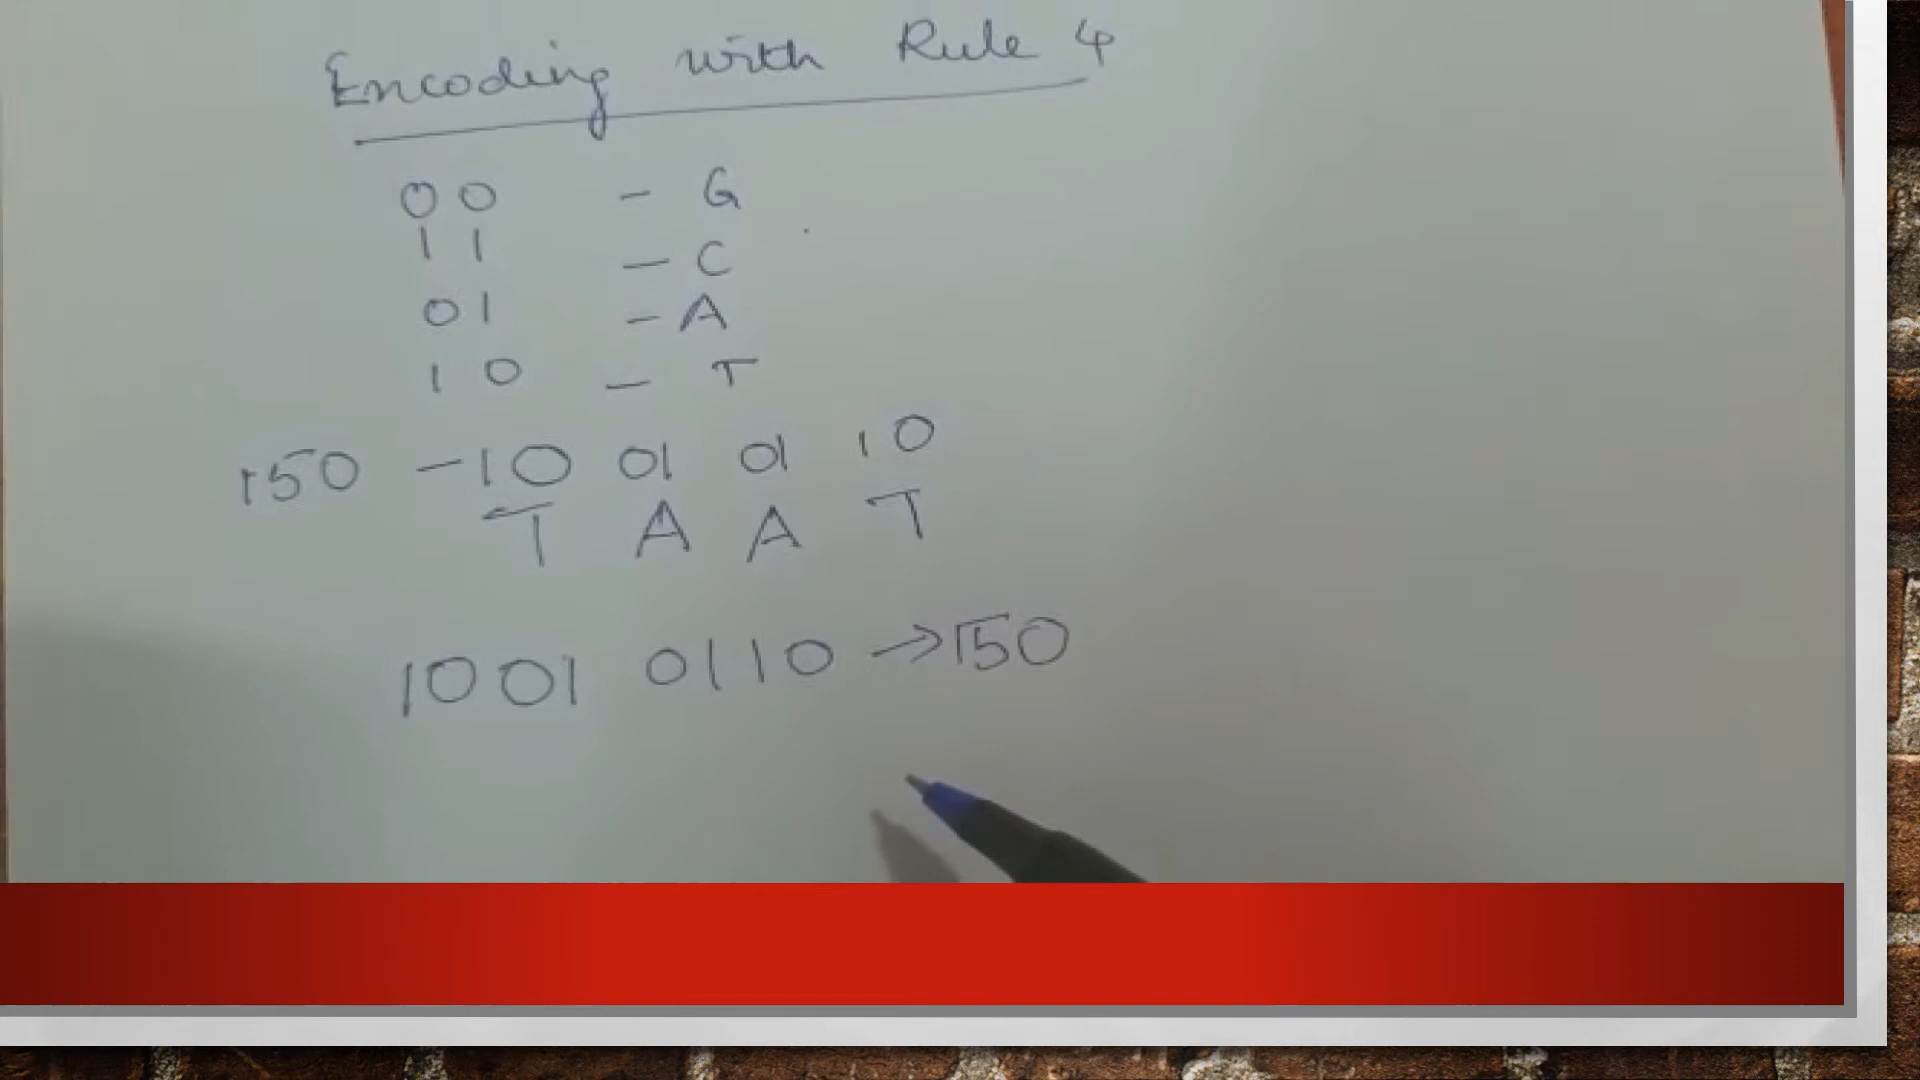 Encoding with Rule 4
00 - G
11 - C
01 - A
10 - T
150 - 10 01 01 10
T A A T
1001 0110 → 150